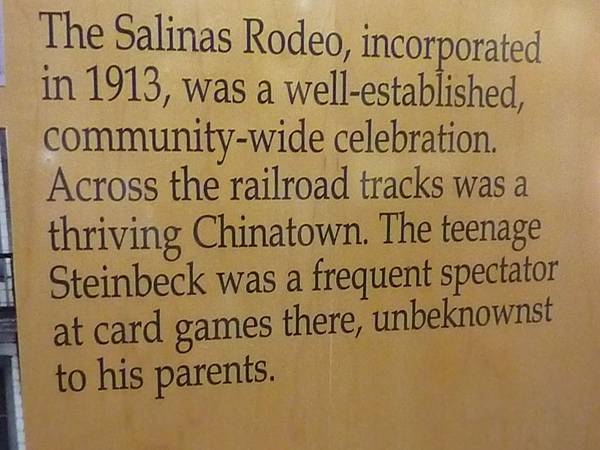 The Salinas Rodeo, incorporated
in 1913, was a well-established,
community-wide celebration.
Across the railroad tracks was a
thriving Chinatown. The teenage
Steinbeck was a frequent spectator
at card games there, unbeknownst
to his parents.